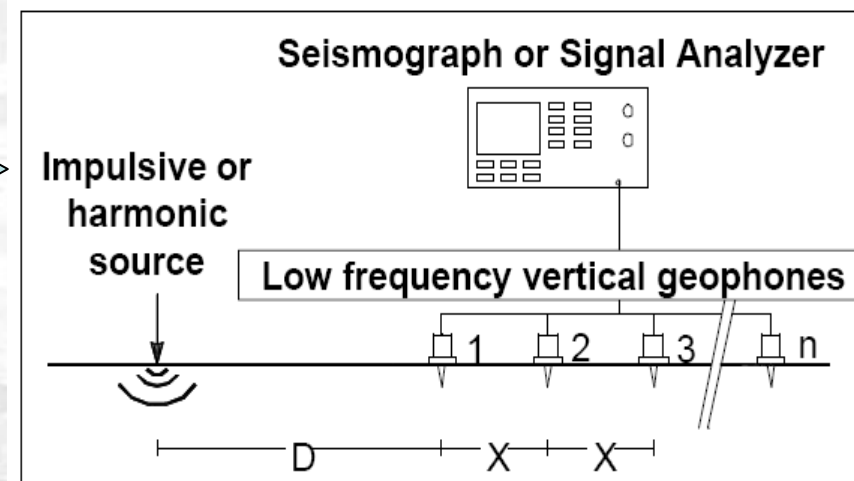 Seismograph or Signal Analyzer
Impulsive or
harmonic
source
Low frequency vertical geophones
1
2
3
n
D
X
X